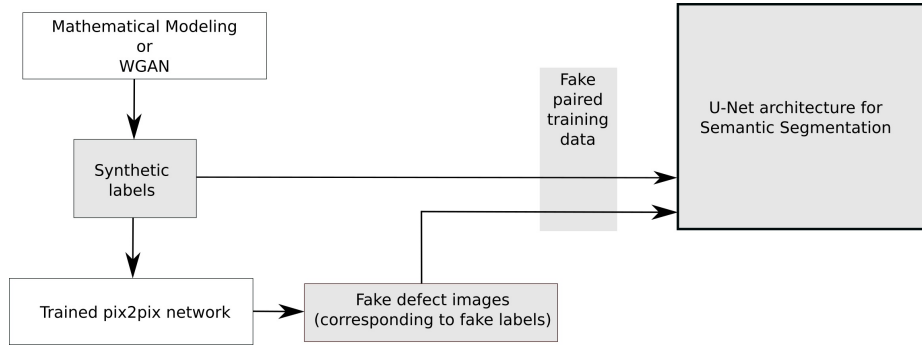 Mathematical Modeling
or
WGAN
Synthetic
labels
Trained pix2pix network
Fake defect images
(corresponding to fake labels)
Fake
paired
training
data
U-Net architecture for
Semantic Segmentation